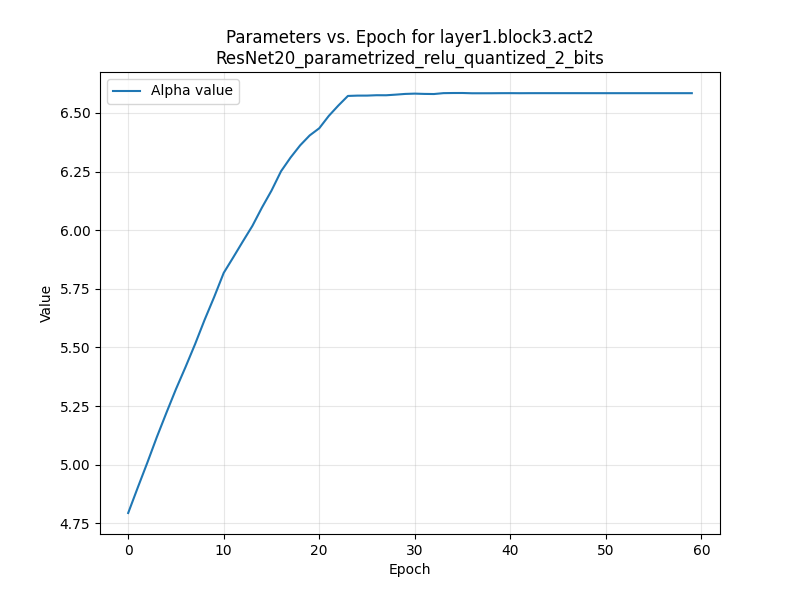 Parameters vs. Epoch for layer1.block3.act2
ResNet20_parametrized_relu_quantized_2_bits
Alpha value
6.50
6.25
6.00
5.75
5.50
5.25
5.00
4.75
Value
0 10 20 30 40 50 60
Epoch